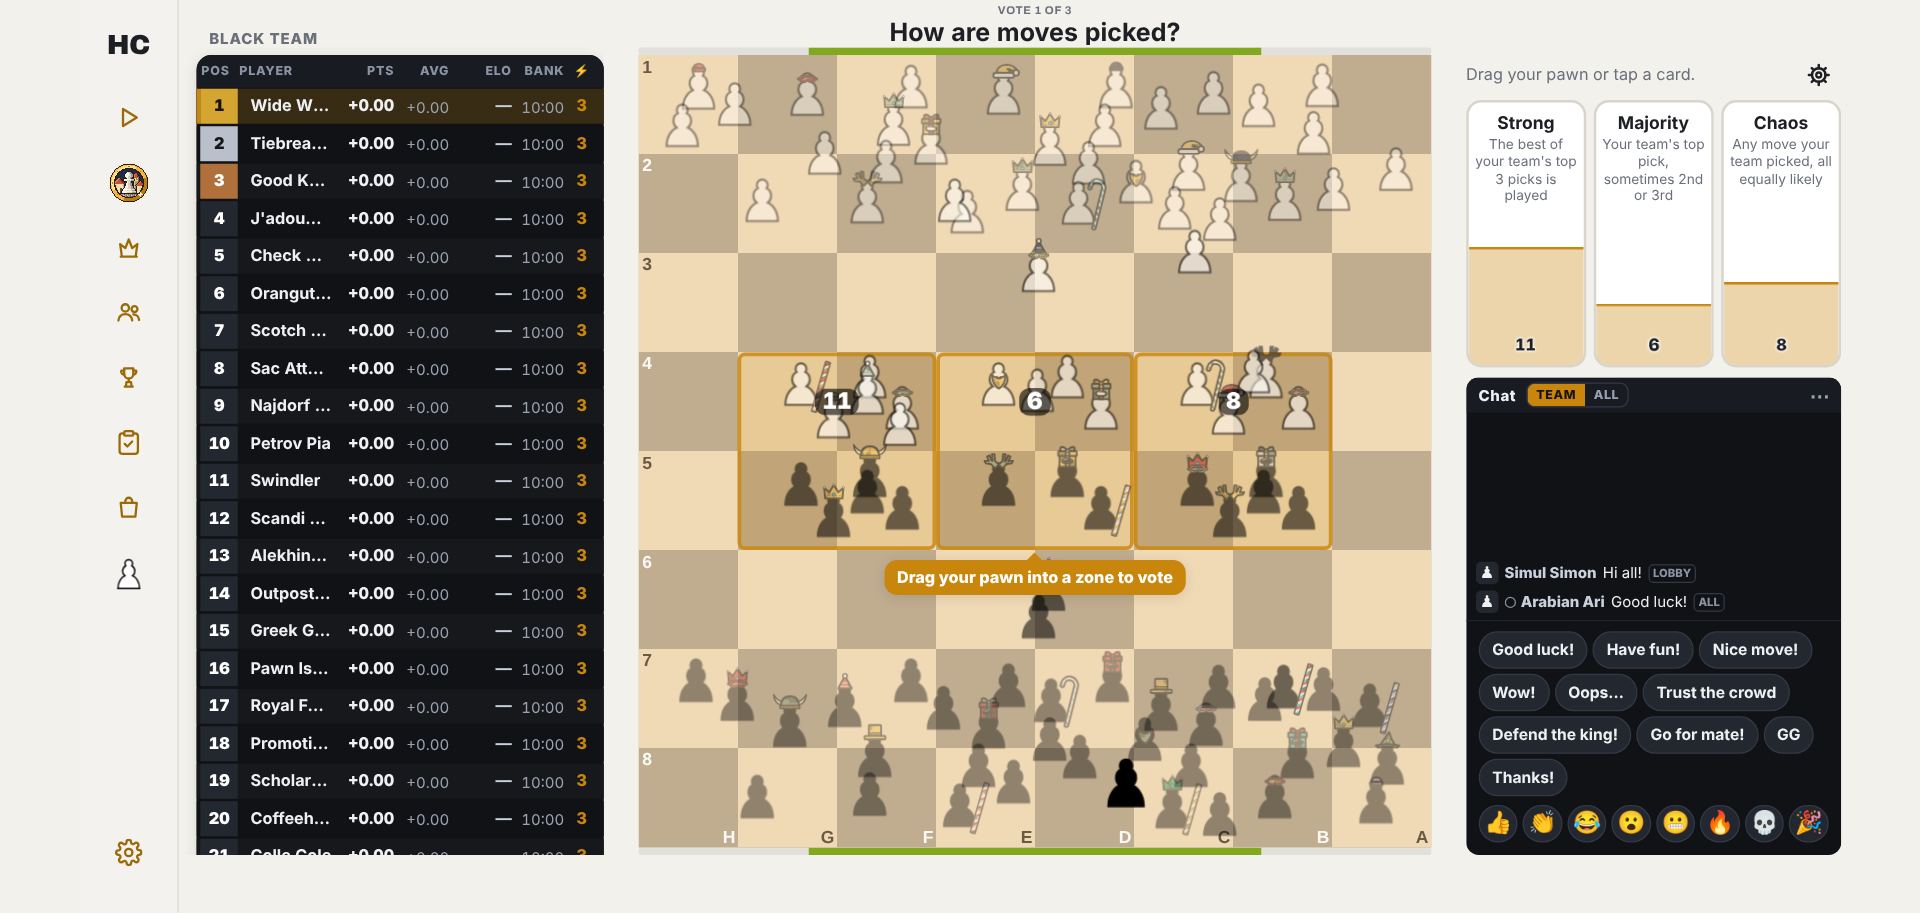 HC
BLACK TEAM
POS PLAYER PTS AVG ELO BANK ⚡
1 Wide W... +0.00 +0.00 — 10:00 3
2 Tiebrea... +0.00 +0.00 — 10:00 3
3 Good K... +0.00 +0.00 — 10:00 3
4 J'adou... +0.00 +0.00 — 10:00 3
5 Check ... +0.00 +0.00 — 10:00 3
6 Orangut... +0.00 +0.00 — 10:00 3
7 Scotch ... +0.00 +0.00 — 10:00 3
8 Sac Att... +0.00 +0.00 — 10:00 3
9 Najdorf ... +0.00 +0.00 — 10:00 3
10 Petrov Pia +0.00 +0.00 — 10:00 3
11 Swindler +0.00 +0.00 — 10:00 3
12 Scandi ... +0.00 +0.00 — 10:00 3
13 Alekhin... +0.00 +0.00 — 10:00 3
14 Outpost... +0.00 +0.00 — 10:00 3
15 Greek G... +0.00 +0.00 — 10:00 3
16 Pawn Is... +0.00 +0.00 — 10:00 3
17 Royal F... +0.00 +0.00 — 10:00 3
18 Promoti... +0.00 +0.00 — 10:00 3
19 Scholar... +0.00 +0.00 — 10:00 3
20 Coffeeh... +0.00 +0.00 — 10:00 3
VOTE 1 OF 3
How are moves picked?
1
2
3
4
11 6 8
5
Drag your pawn into a zone to vote
6
7
8
H G F E D C B A
Drag your pawn or tap a card.
Strong
The best of
your team's top
3 picks is
played
11
Majority
Your team's top
pick,
sometimes 2nd
or 3rd
6
Chaos
Any move your
team picked, all
equally likely
8
Chat TEAM ALL ...
Simul Simon Hi all! LOBBY
Arabian Ari Good luck! ALL
Good luck! Have fun! Nice move!
Wow! Oops... Trust the crowd
Defend the king! Go for mate! GG
Thanks!